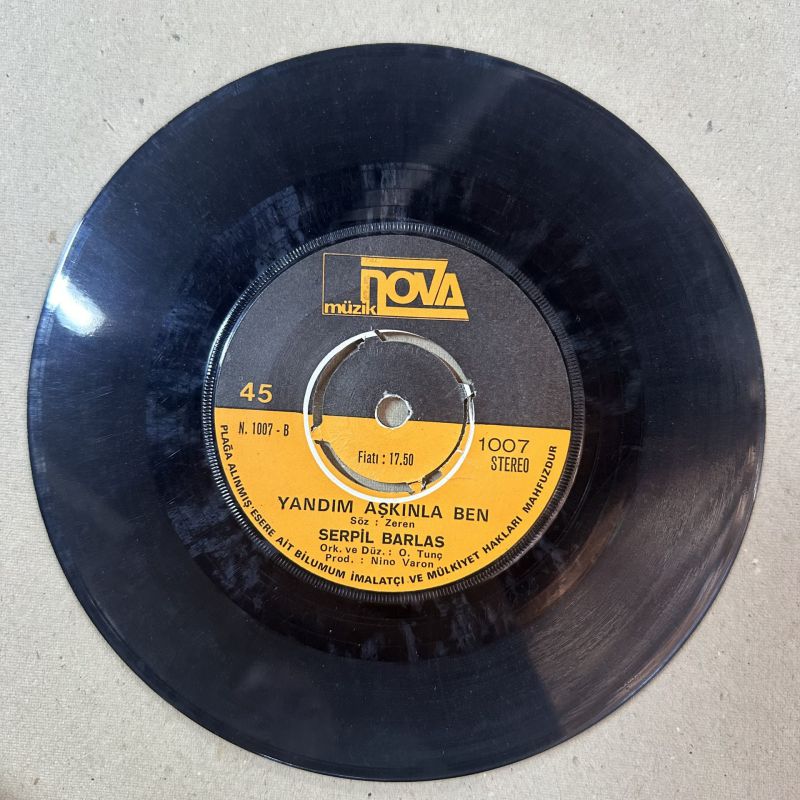 NOVA
müzik
45
N. 1007 - B
Fiatı : 17.50
1007
STEREO
YANDIM AŞKINLA BEN
Söz : Zeren
SERPİL BARLAS
Ork. ve Düz. : O. Tunç
Prod. : Nino Varon
PLAĞA ALINMIŞ ESERE AİT BİLUMUM İMALATÇI VE MÜLKİYET HAKLARI MAHFUZDUR